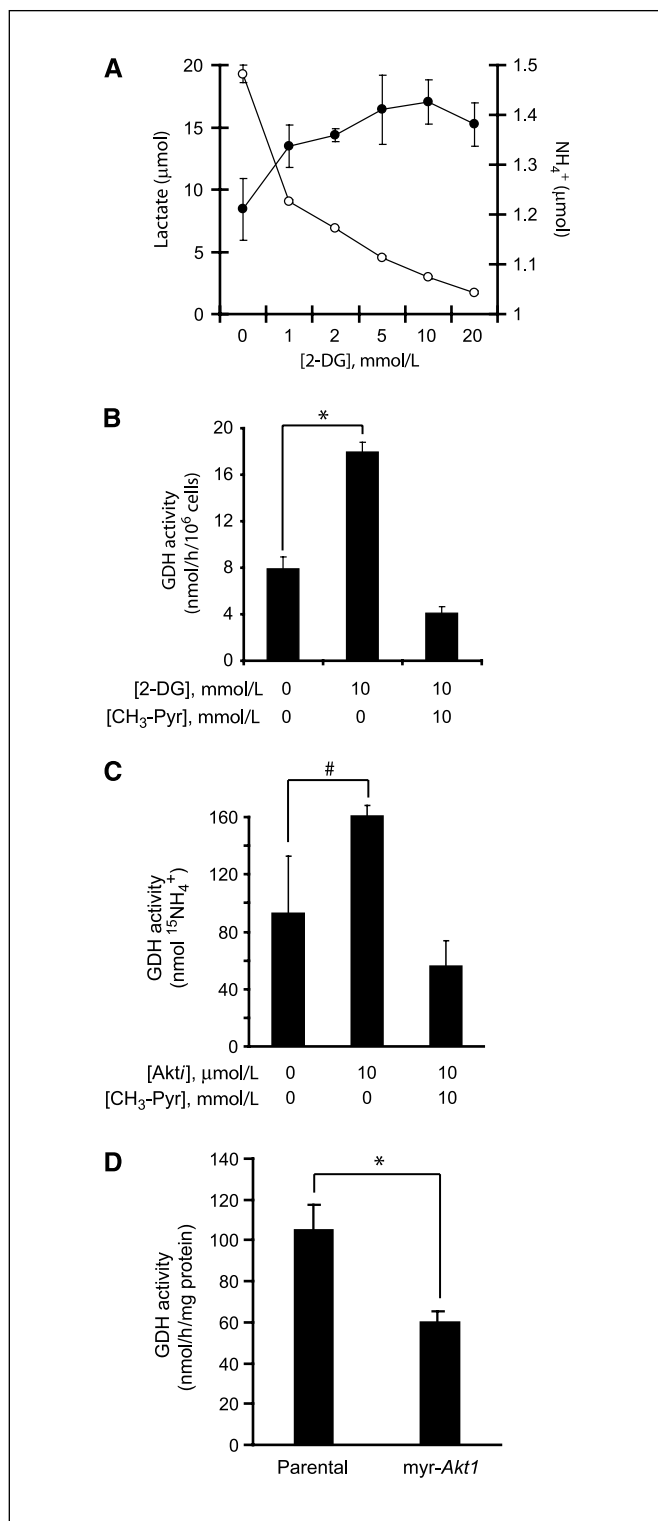 A
Lactate (µmol)
NH₄⁺ (µmol)
20
15
10
5
0
1.5
1.4
1.3
1.2
1.1
1
0 1 2 5 10 20
[2-DG], mmol/L
B
*
GDH activity
(nmol/h/10⁶ cells)
20
16
12
8
4
0
[2-DG], mmol/L 0 10 10
[CH₃-Pyr], mmol/L 0 0 10
C
#
GDH activity
(nmol ¹⁵NH₄⁺)
160
120
80
40
0
[Akti], µmol/L 0 10 10
[CH₃-Pyr], mmol/L 0 0 10
D
*
GDH activity
(nmol/h/mg protein)
140
120
100
80
60
40
20
0
Parental myr-Akt1